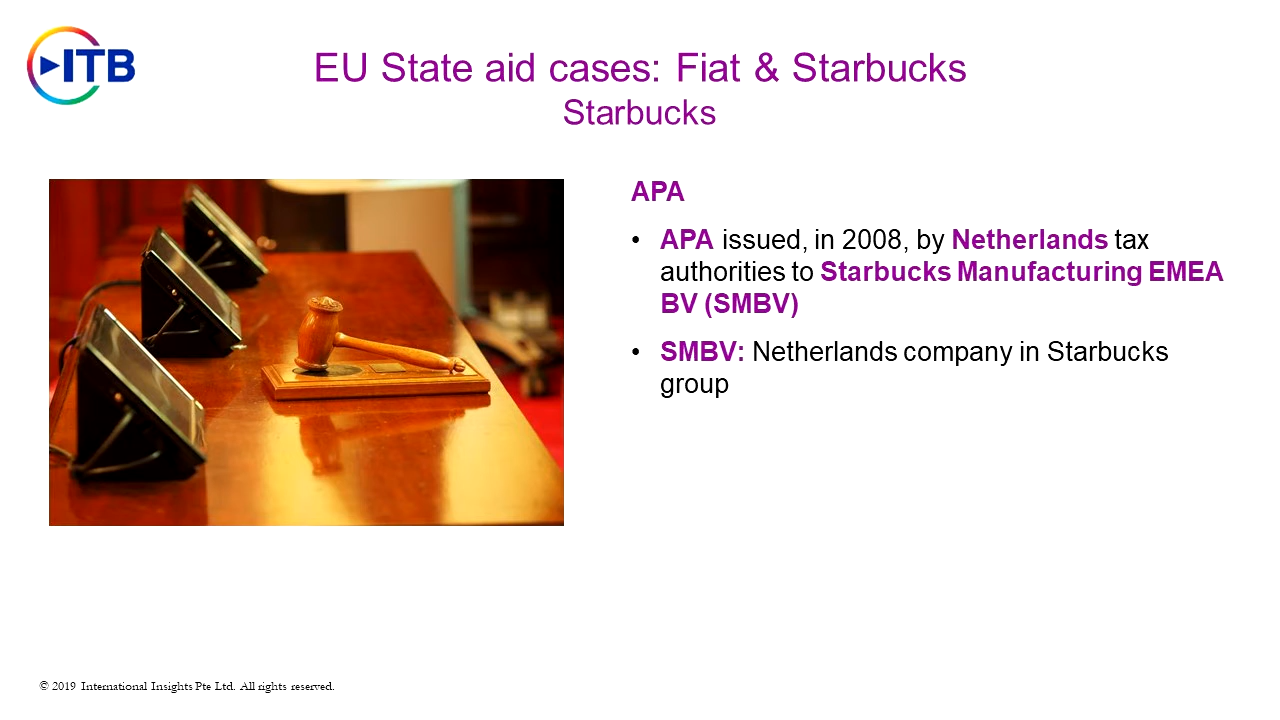 ITB
EU State aid cases: Fiat & Starbucks
Starbucks
APA
• APA issued, in 2008, by Netherlands tax
authorities to Starbucks Manufacturing EMEA
BV (SMBV)
• SMBV: Netherlands company in Starbucks
group
© 2019 International Insights Pte Ltd. All rights reserved.